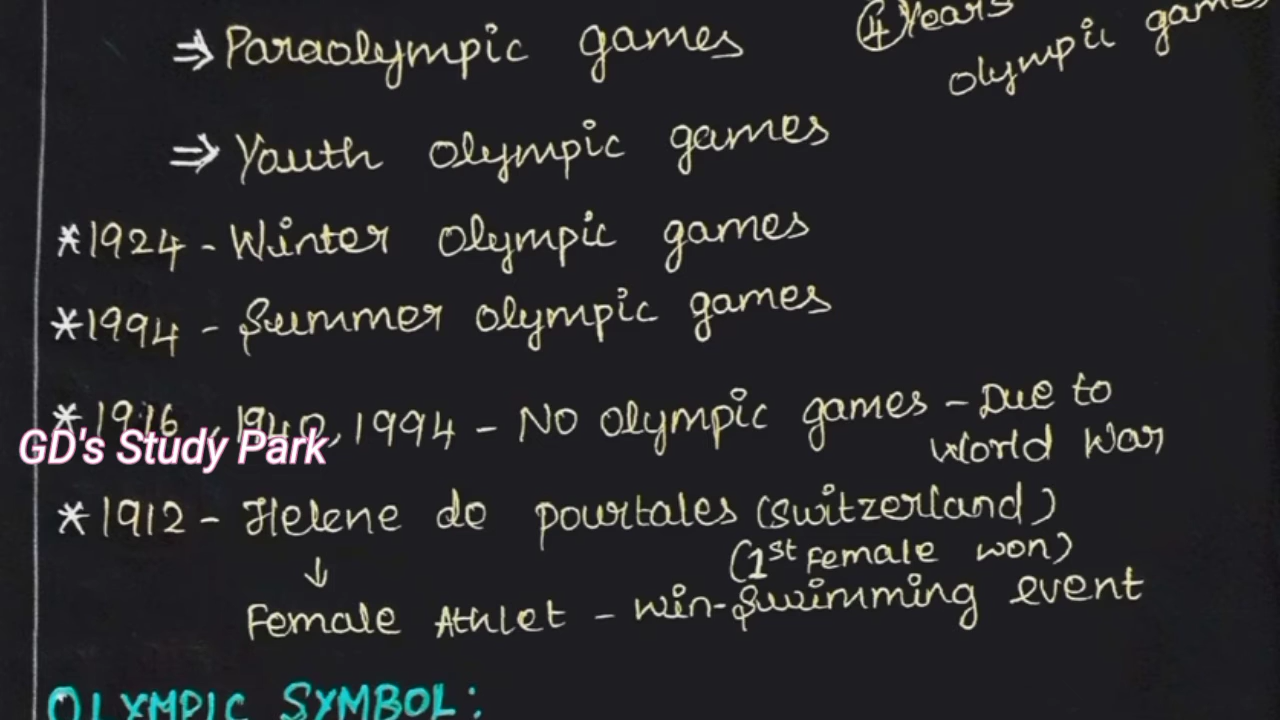 ④Years
⇒ Paraolympic games
olympic games
⇒ Youth olympic games
*1924 - Winter olympic games
*1994 - Summer olympic games
*1916, 1940, 1994 - No olympic games - Due to
World War
GD's Study Park
*1912 - Helene de pourtales (switzerland)
↓ (1st Female won)
Female Athlet - win-Swimming event
OLYMPIC SYMBOL: